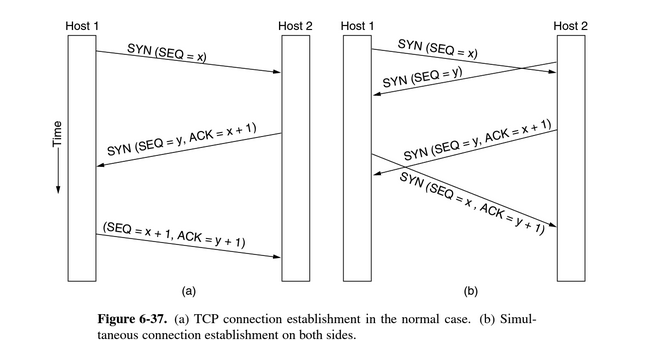 Host 1
Host 2
SYN (SEQ = x)
SYN (SEQ = y, ACK = x + 1)
(SEQ = x + 1, ACK = y + 1)
Time
(a)
Host 1
Host 2
SYN (SEQ = x)
SYN (SEQ = y)
SYN (SEQ = y, ACK = x + 1)
SYN (SEQ = x , ACK = y + 1)
(b)
Figure 6-37. (a) TCP connection establishment in the normal case. (b) Simul-
taneous connection establishment on both sides.